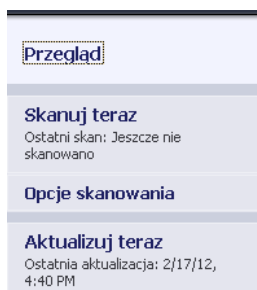 Przegląd
Skanuj teraz
Ostatni skan: Jeszcze nie
skanowano
Opcje skanowania
Aktualizuj teraz
Ostatnia aktualizacja: 2/17/12,
4:40 PM